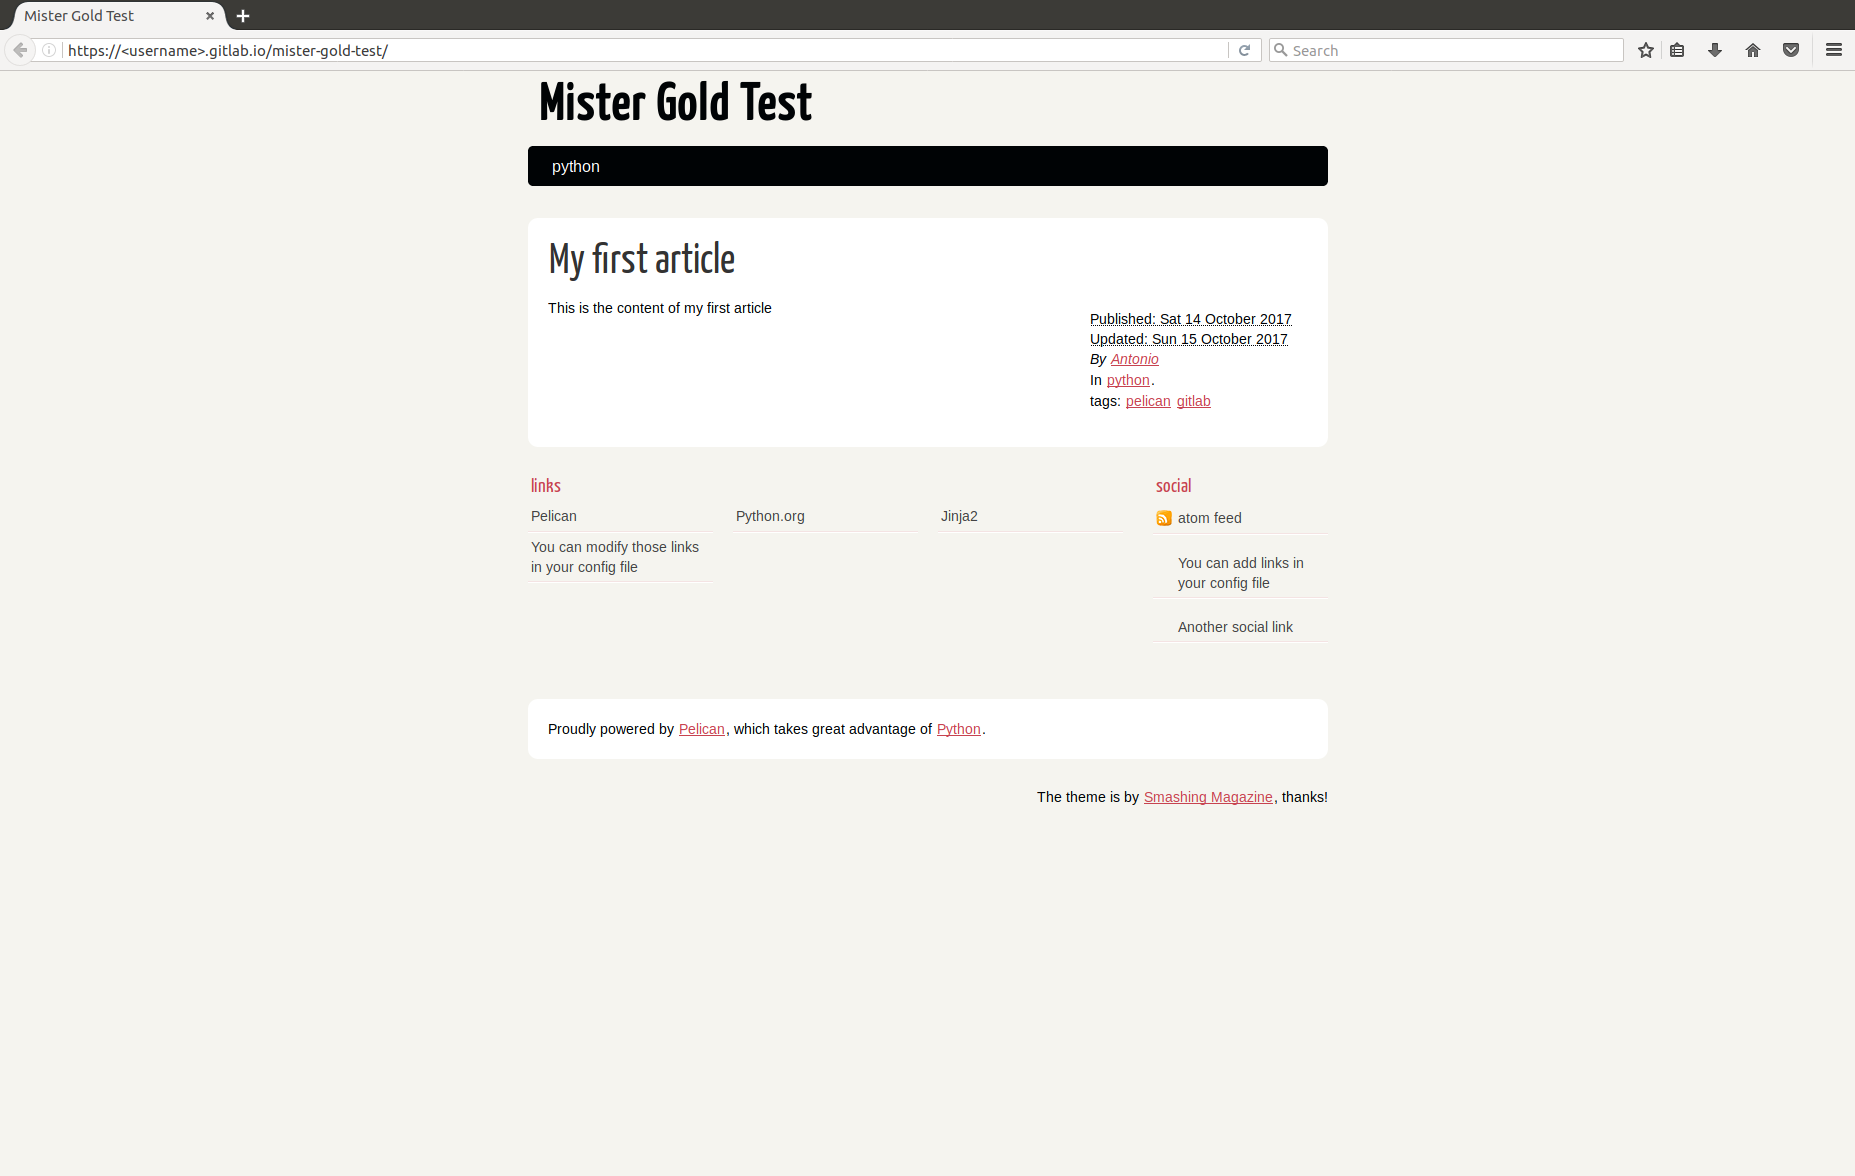 Mister Gold Test
https://<username>.gitlab.io/mister-gold-test/
Search
Mister Gold Test
python
My first article
This is the content of my first article
Published: Sat 14 October 2017
Updated: Sun 15 October 2017
By Antonio
In python.
tags: pelican gitlab
links
Pelican
Python.org
Jinja2
You can modify those links
in your config file
social
atom feed
You can add links in
your config file
Another social link
Proudly powered by Pelican, which takes great advantage of Python.
The theme is by Smashing Magazine, thanks!